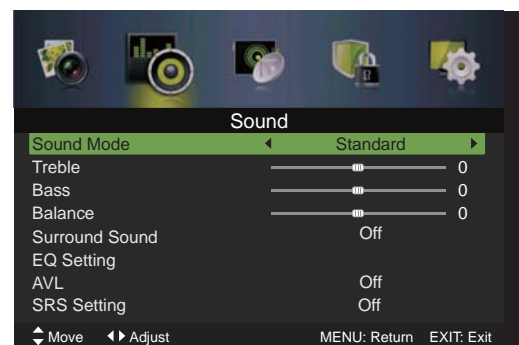 Sound
Sound Mode Standard
Treble 0
Bass 0
Balance 0
Surround Sound Off
EQ Setting
AVL Off
SRS Setting Off
Move Adjust MENU: Return EXIT: Exit